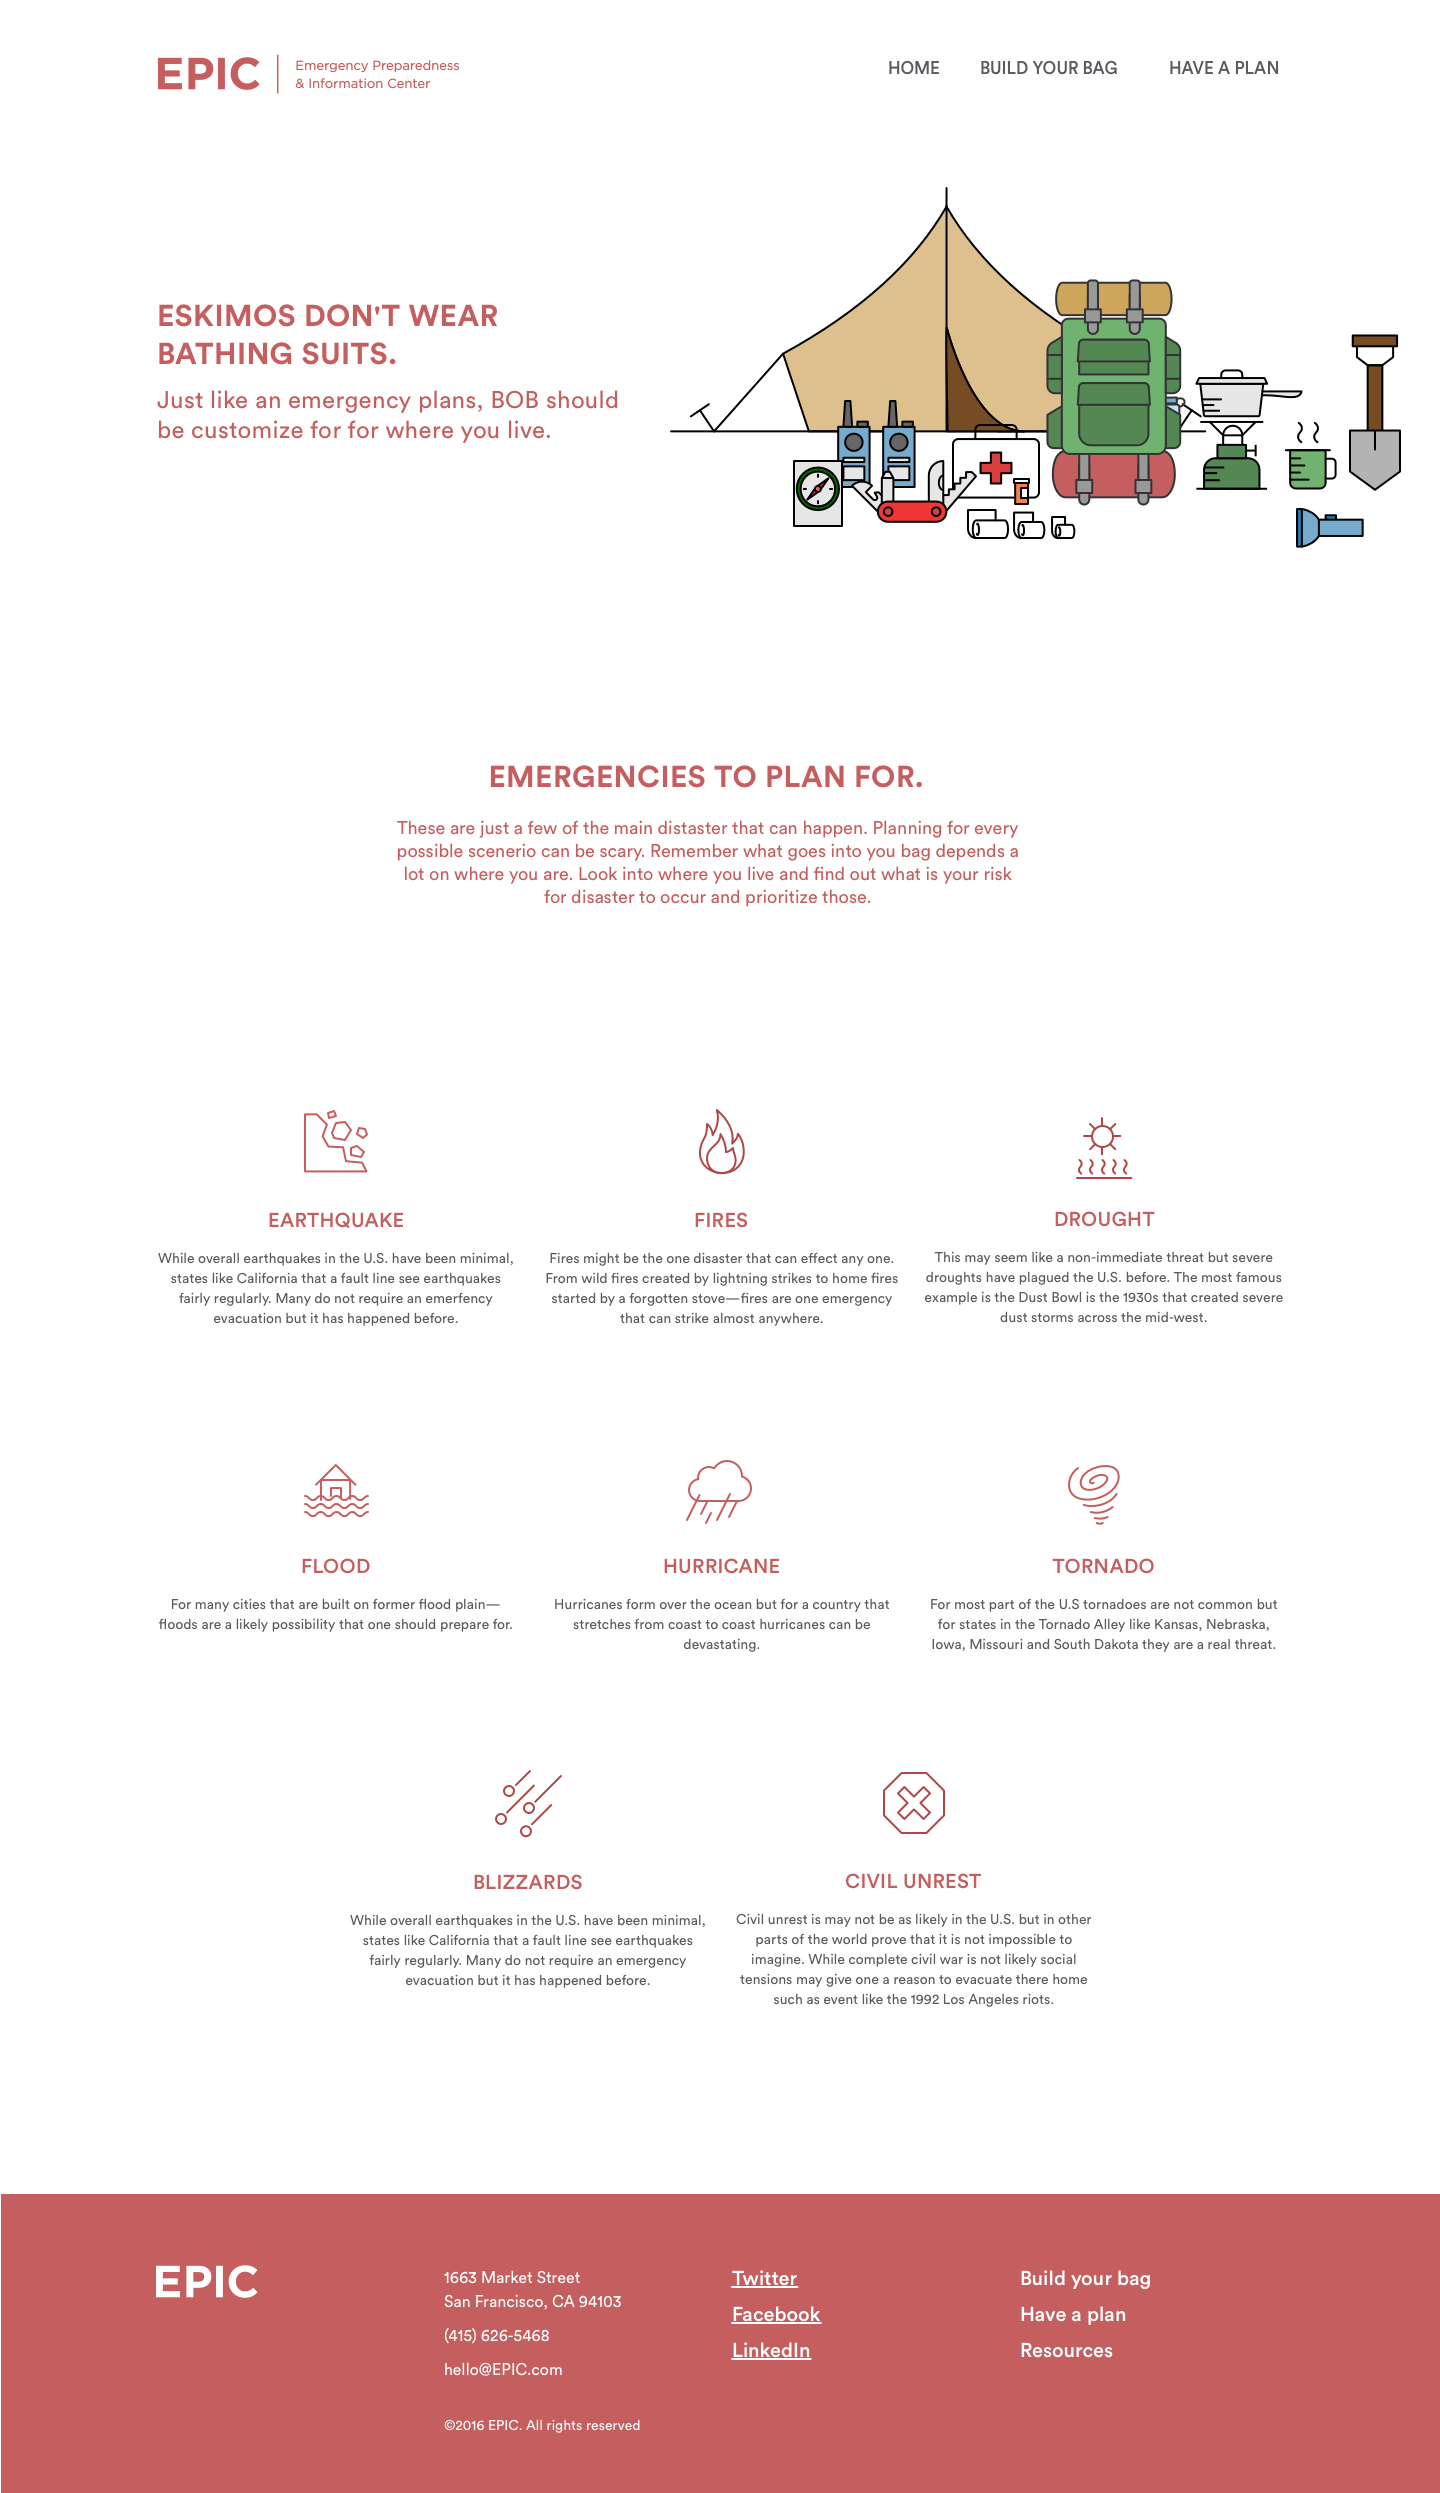 EPIC
Emergency Preparedness
& Information Center
HOME BUILD YOUR BAG HAVE A PLAN
ESKIMOS DON'T WEAR
BATHING SUITS.
Just like an emergency plans, BOB should
be customize for for where you live.
EMERGENCIES TO PLAN FOR.
These are just a few of the main distaster that can happen. Planning for every
possible scenerio can be scary. Remember what goes into you bag depends a
lot on where you are. Look into where you live and find out what is your risk
for disaster to occur and prioritize those.
EARTHQUAKE
While overall earthquakes in the U.S. have been minimal,
states like California that a fault line see earthquakes
fairly regularly. Many do not require an emerfency
evacuation but it has happened before.
FIRES
Fires might be the one disaster that can effect any one.
From wild fires created by lightning strikes to home fires
started by a forgotten stove—fires are one emergency
that can strike almost anywhere.
DROUGHT
This may seem like a non-immediate threat but severe
droughts have plagued the U.S. before. The most famous
example is the Dust Bowl is the 1930s that created severe
dust storms across the mid-west.
FLOOD
For many cities that are built on former flood plain—
floods are a likely possibility that one should prepare for.
HURRICANE
Hurricanes form over the ocean but for a country that
stretches from coast to coast hurricanes can be
devastating.
TORNADO
For most part of the U.S tornadoes are not common but
for states in the Tornado Alley like Kansas, Nebraska,
Iowa, Missouri and South Dakota they are a real threat.
BLIZZARDS
While overall earthquakes in the U.S. have been minimal,
states like California that a fault line see earthquakes
fairly regularly. Many do not require an emergency
evacuation but it has happened before.
CIVIL UNREST
Civil unrest is may not be as likely in the U.S. but in other
parts of the world prove that it is not impossible to
imagine. While complete civil war is not likely social
tensions may give one a reason to evacuate there home
such as event like the 1992 Los Angeles riots.
EPIC
1663 Market Street
San Francisco, CA 94103
(415) 626-5468
hello@EPIC.com
©2016 EPIC. All rights reserved
Twitter
Facebook
LinkedIn
Build your bag
Have a plan
Resources